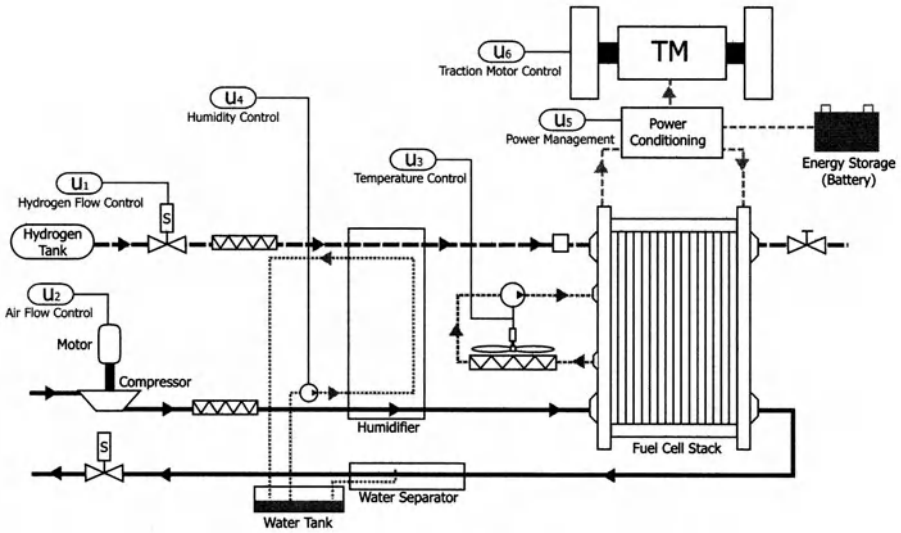 u6
Traction Motor Control
TM
u4
Humidity Control
u5
Power Management
Power
Conditioning
Energy Storage
(Battery)
u3
Temperature Control
u1
Hydrogen Flow Control
S
Hydrogen
Tank
u2
Air Flow Control
Motor
Compressor
Humidifier
Fuel Cell Stack
S
Water Separator
Water Tank